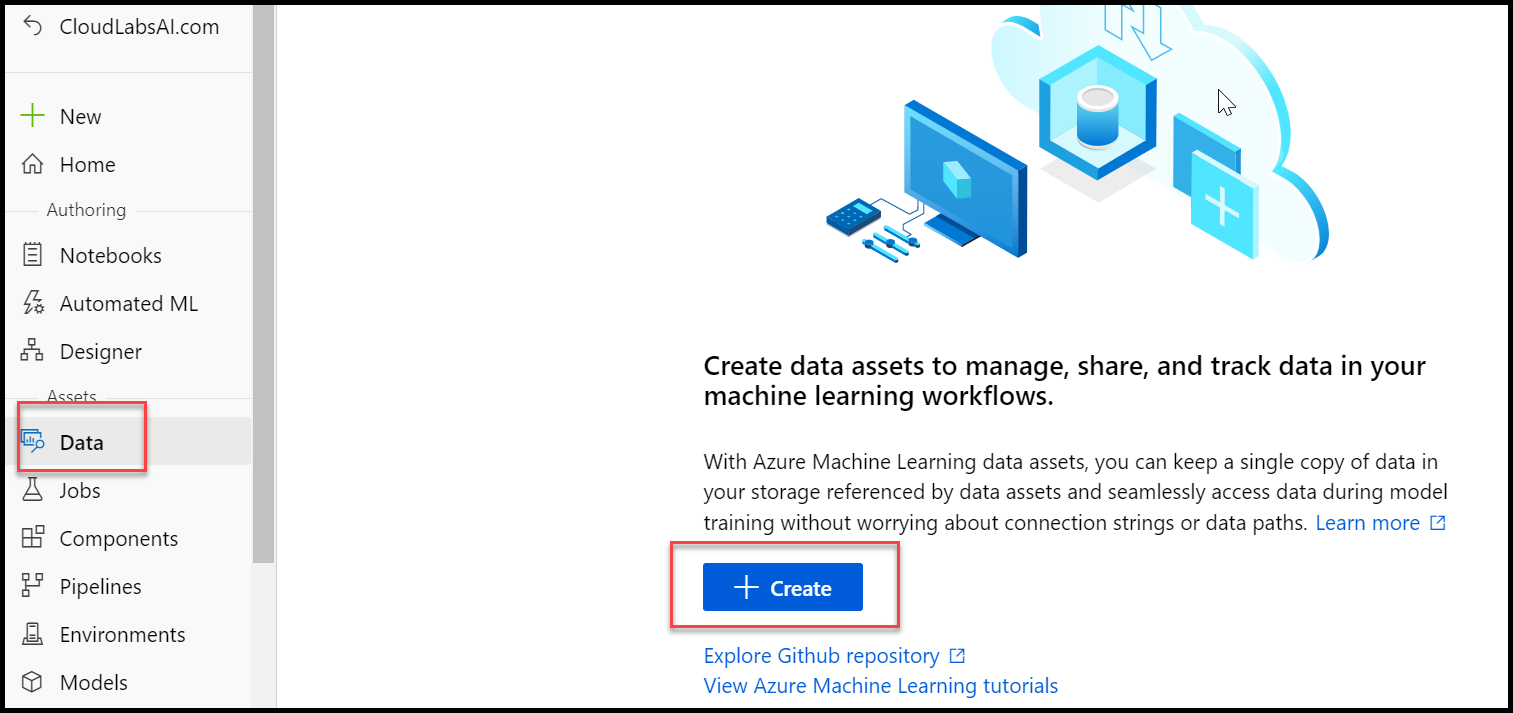 CloudLabsAI.com
New
Home
Authoring
Notebooks
Automated ML
Designer
Assets
Data
Jobs
Components
Pipelines
Environments
Models
Create data assets to manage, share, and track data in your
machine learning workflows.
With Azure Machine Learning data assets, you can keep a single copy of data in
your storage referenced by data assets and seamlessly access data during model
training without worrying about connection strings or data paths. Learn more
Create
Explore Github repository
View Azure Machine Learning tutorials